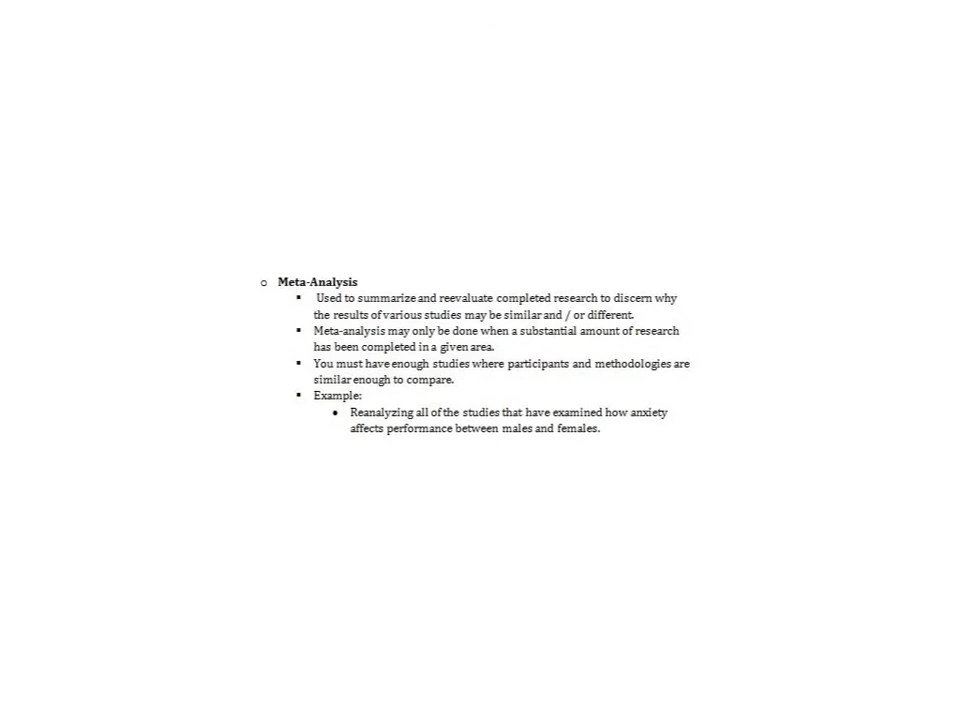 o Meta-Analysis
▪ Used to summarize and reevaluate completed research to discern why
the results of various studies may be similar and / or different.
▪ Meta-analysis may only be done when a substantial amount of research
has been completed in a given area.
▪ You must have enough studies where participants and methodologies are
similar enough to compare.
▪ Example:
• Reanalyzing all of the studies that have examined how anxiety
affects performance between males and females.